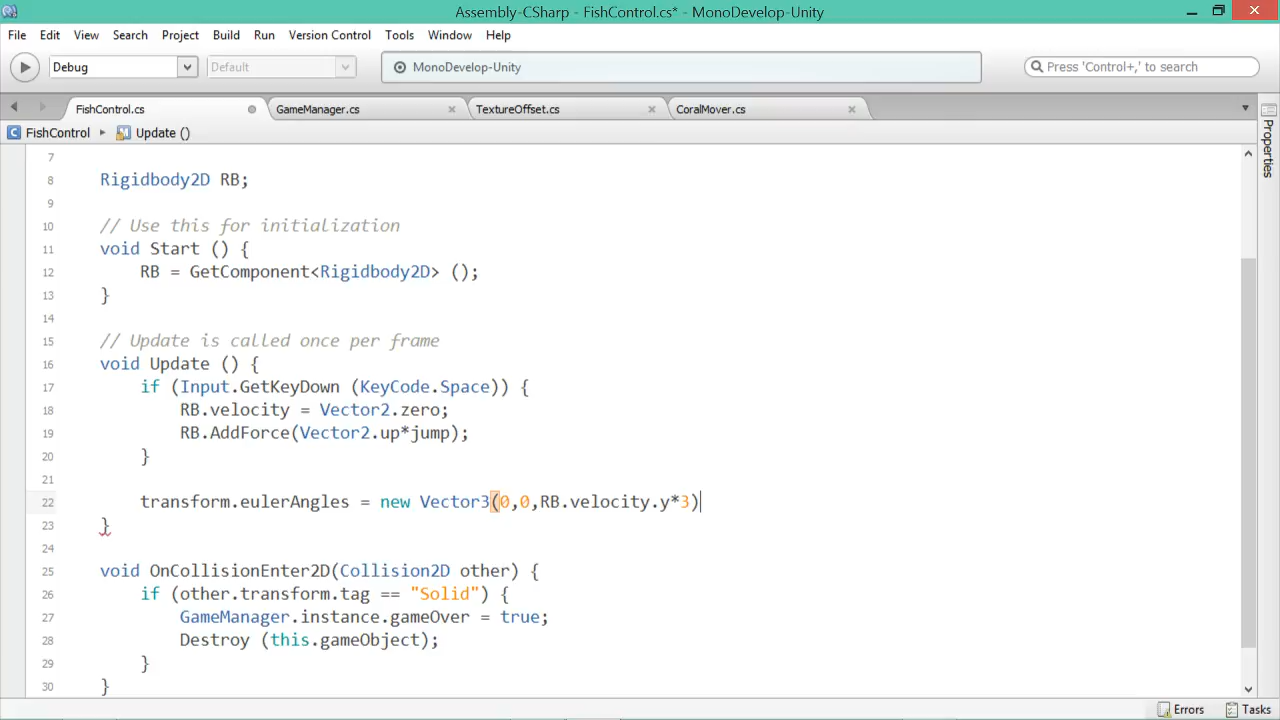 Assembly-CSharp - FishControl.cs* - MonoDevelop-Unity
File Edit View Search Project Build Run Version Control Tools Window Help
Debug Default MonoDevelop-Unity Press 'Control+,' to search
FishControl.cs GameManager.cs TextureOffset.cs CoralMover.cs
FishControl Update ()
Properties
7
8 Rigidbody2D RB;
9
10 // Use this for initialization
11 void Start () {
12 RB = GetComponent<Rigidbody2D> ();
13 }
14
15 // Update is called once per frame
16 void Update () {
17 if (Input.GetKeyDown (KeyCode.Space)) {
18 RB.velocity = Vector2.zero;
19 RB.AddForce(Vector2.up*jump);
20 }
21
22 transform.eulerAngles = new Vector3(0,0,RB.velocity.y*3)
23 }
24
25 void OnCollisionEnter2D(Collision2D other) {
26 if (other.transform.tag == "Solid") {
27 GameManager.instance.gameOver = true;
28 Destroy (this.gameObject);
29 }
30 }
Errors Tasks